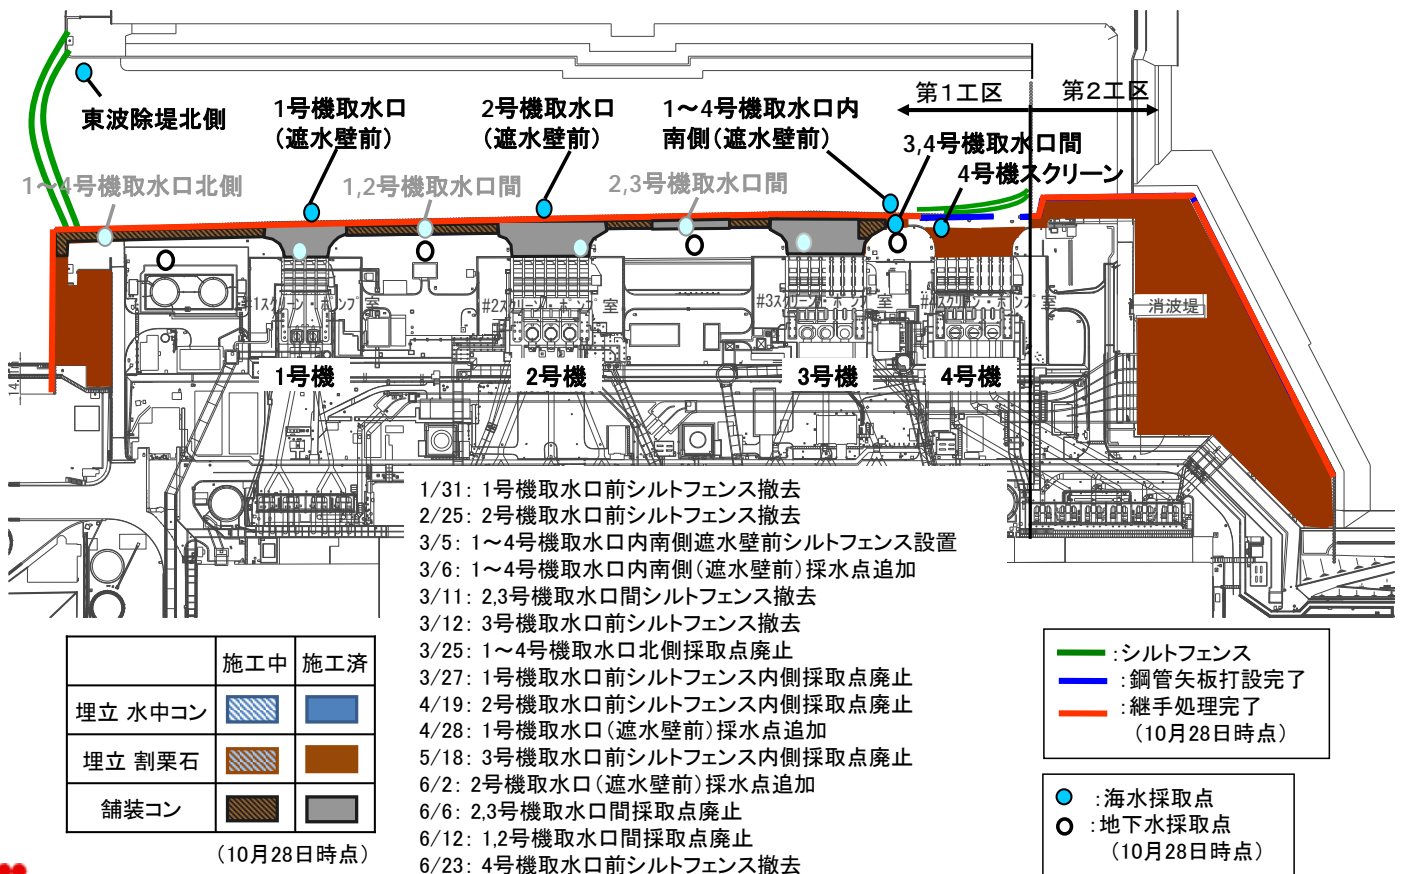 第1工区
第2工区
東波除堤北側
1号機取水口
(遮水壁前)
2号機取水口
(遮水壁前)
1～4号機取水口内
南側(遮水壁前)
3,4号機取水口間
4号機スクリーン
1～4号機取水口北側
1,2号機取水口間
2,3号機取水口間
#1スクリーン・ポンプ室
#2スクリーン・ポンプ室
#3スクリーン・ポンプ室
#4スクリーン・ポンプ室
消波堤
1号機
2号機
3号機
4号機
1/31: 1号機取水口前シルトフェンス撤去
2/25: 2号機取水口前シルトフェンス撤去
3/5: 1～4号機取水口内南側遮水壁前シルトフェンス設置
3/6: 1～4号機取水口内南側(遮水壁前)採水点追加
3/11: 2,3号機取水口間シルトフェンス撤去
3/12: 3号機取水口前シルトフェンス撤去
3/25: 1～4号機取水口北側採取点廃止
3/27: 1号機取水口前シルトフェンス内側採取点廃止
4/19: 2号機取水口前シルトフェンス内側採取点廃止
4/28: 1号機取水口(遮水壁前)採水点追加
5/18: 3号機取水口前シルトフェンス内側採取点廃止
6/2: 2号機取水口(遮水壁前)採水点追加
6/6: 2,3号機取水口間採取点廃止
6/12: 1,2号機取水口間採取点廃止
6/23: 4号機取水口前シルトフェンス撤去
施工中 施工済
埋立 水中コン
埋立 割栗石
舗装コン
(10月28日時点)
:シルトフェンス
:鋼管矢板打設完了
:継手処理完了
(10月28日時点)
:海水採取点
:地下水採取点
(10月28日時点)